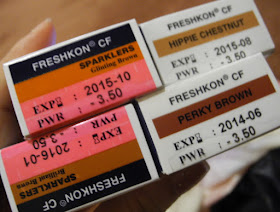 FRESHKON® CF
SPARKLERS
Glinting Brown
EXP : 2015-10
PWR : -3.50
FRESHKON® CF
HIPPIE CHESTNUT
EXP : 2015-08
PWR : -3.50
FRESHKON® CF
SPARKLERS
Brilliant Brown
EXP : 2016-01
PWR : -3.50
FRESHKON® CF
PERKY BROWN
EXP : 2014-06
PWR : -3.50